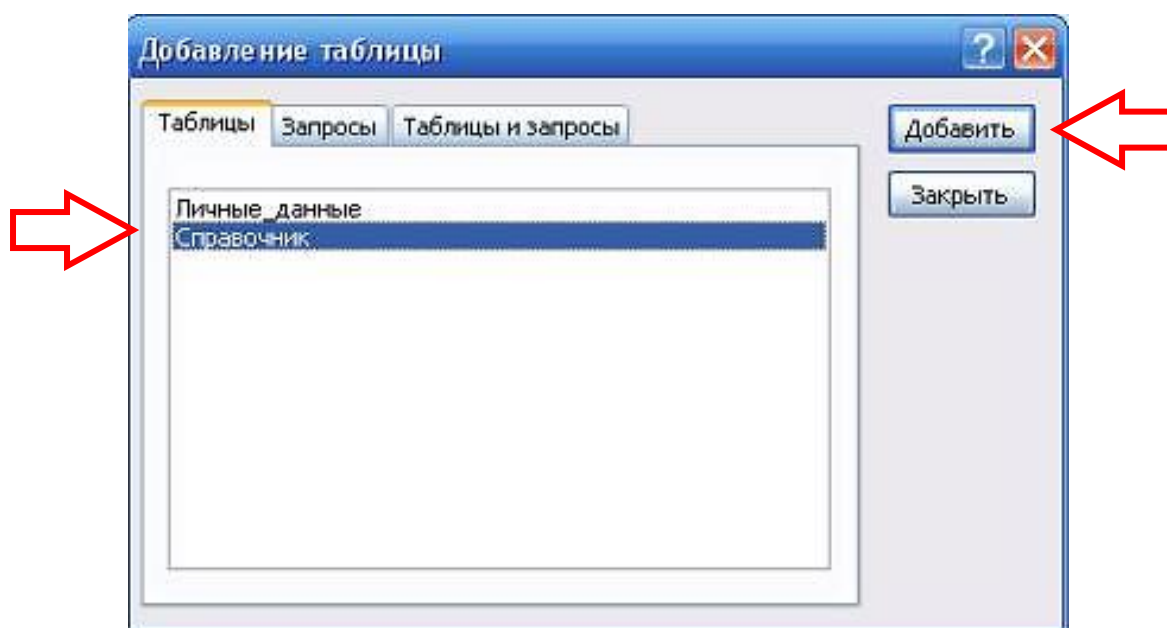 Добавление таблицы
Таблицы Запросы Таблицы и запросы
Добавить
Закрыть
Личные_данные
Справочник